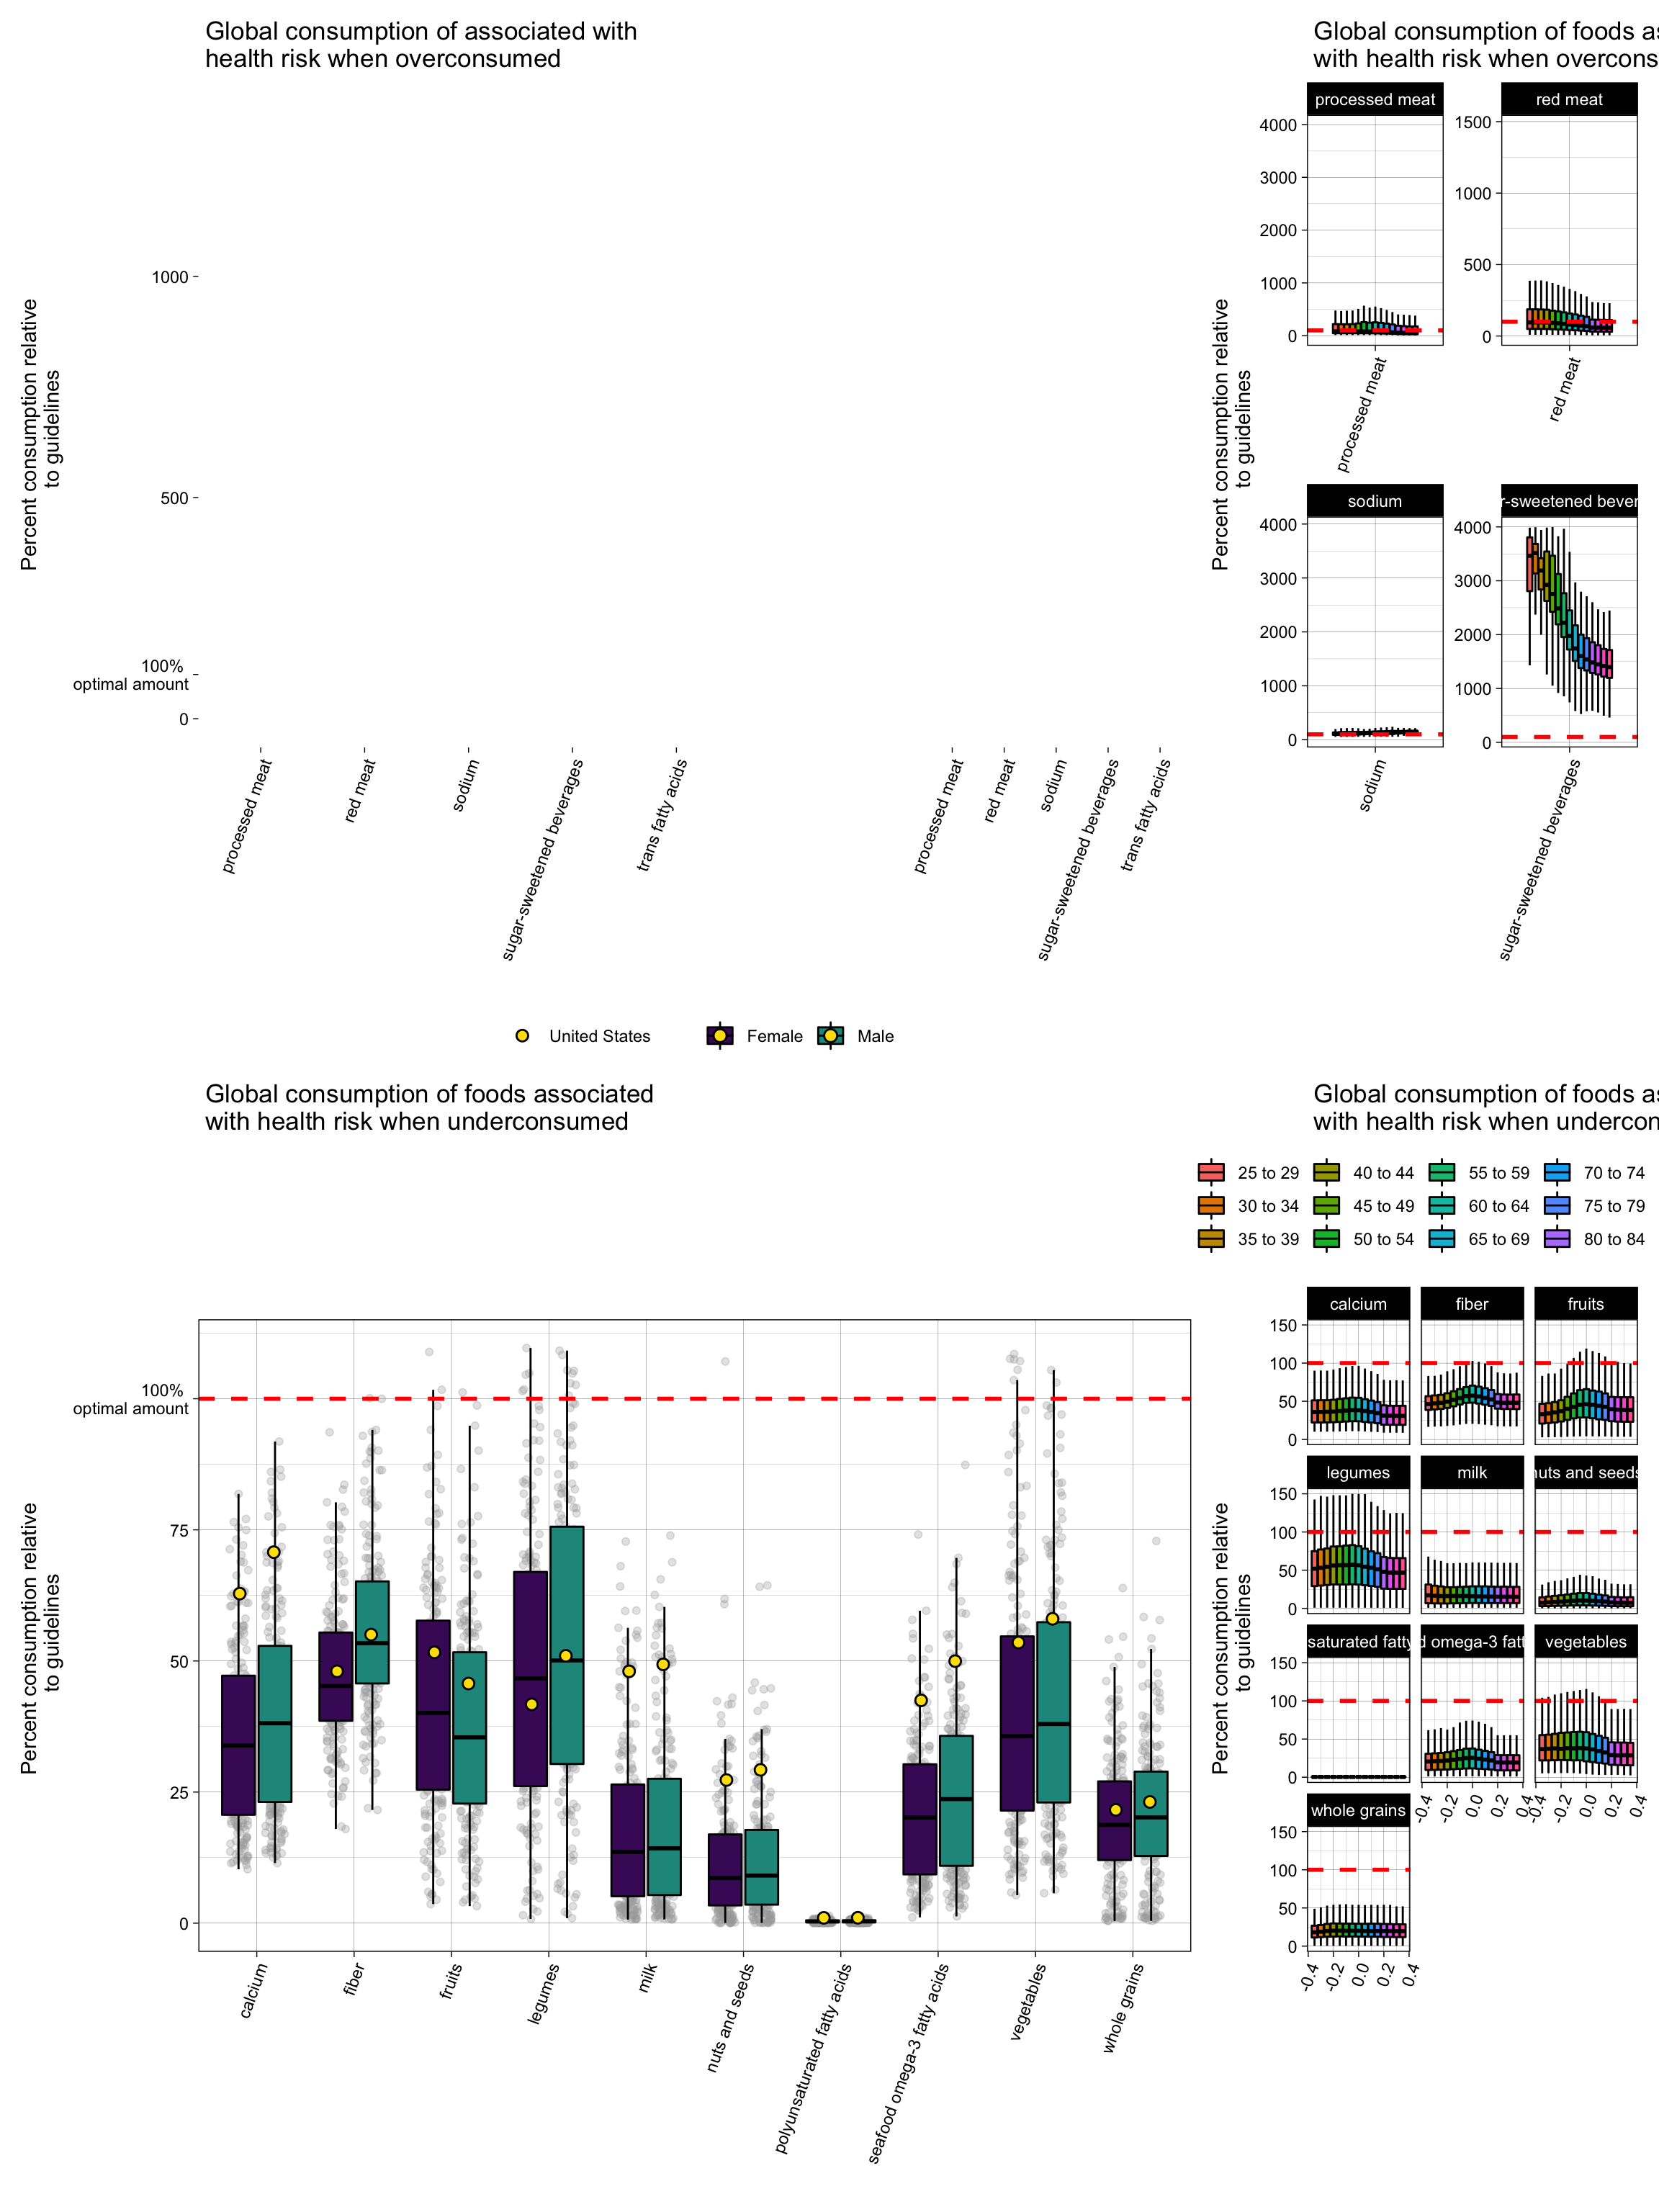 Global consumption of associated with
health risk when overconsumed
Percent consumption relative
to guidelines
1000
500
100%
optimal amount
0
processed meat
red meat
sodium
sugar-sweetened beverages
trans fatty acids
processed meat
red meat
sodium
sugar-sweetened beverages
trans fatty acids
United States
Female
Male
Global consumption of foods as
with health risk when overcons
Percent consumption relative
to guidelines
processed meat
4000
3000
2000
1000
0
processed meat
red meat
1500
1000
500
0
red meat
sodium
4000
3000
2000
1000
0
sodium
r-sweetened bever
4000
3000
2000
1000
0
sugar-sweetened beverages
Global consumption of foods associated
with health risk when underconsumed
Percent consumption relative
to guidelines
100%
optimal amount
75
50
25
0
calcium
fiber
fruits
legumes
milk
nuts and seeds
polyunsaturated fatty acids
seafood omega-3 fatty acids
vegetables
whole grains
Global consumption of foods as
with health risk when undercon
25 to 29
40 to 44
55 to 59
70 to 74
30 to 34
45 to 49
60 to 64
75 to 79
35 to 39
50 to 54
65 to 69
80 to 84
Percent consumption relative
to guidelines
calcium
fiber
fruits
150
100
50
0
legumes
milk
nuts and seeds
150
100
50
0
saturated fatty
d omega-3 fatt
vegetables
150
100
50
0
-0.4
-0.2
0.0
0.2
0.4
-0.4
-0.2
0.0
0.2
0.4
whole grains
150
100
50
0
-0.4
-0.2
0.0
0.2
0.4